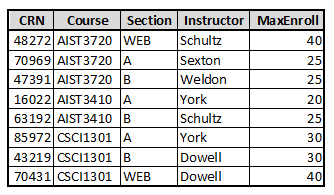 CRN Course Section Instructor MaxEnroll
48272 AIST3720 WEB Schultz 40
70969 AIST3720 A Sexton 25
47391 AIST3720 B Weldon 25
16022 AIST3410 A York 20
63192 AIST3410 B Schultz 25
85972 CSCI1301 A York 30
43219 CSCI1301 B Dowell 30
70431 CSCI1301 WEB Dowell 40